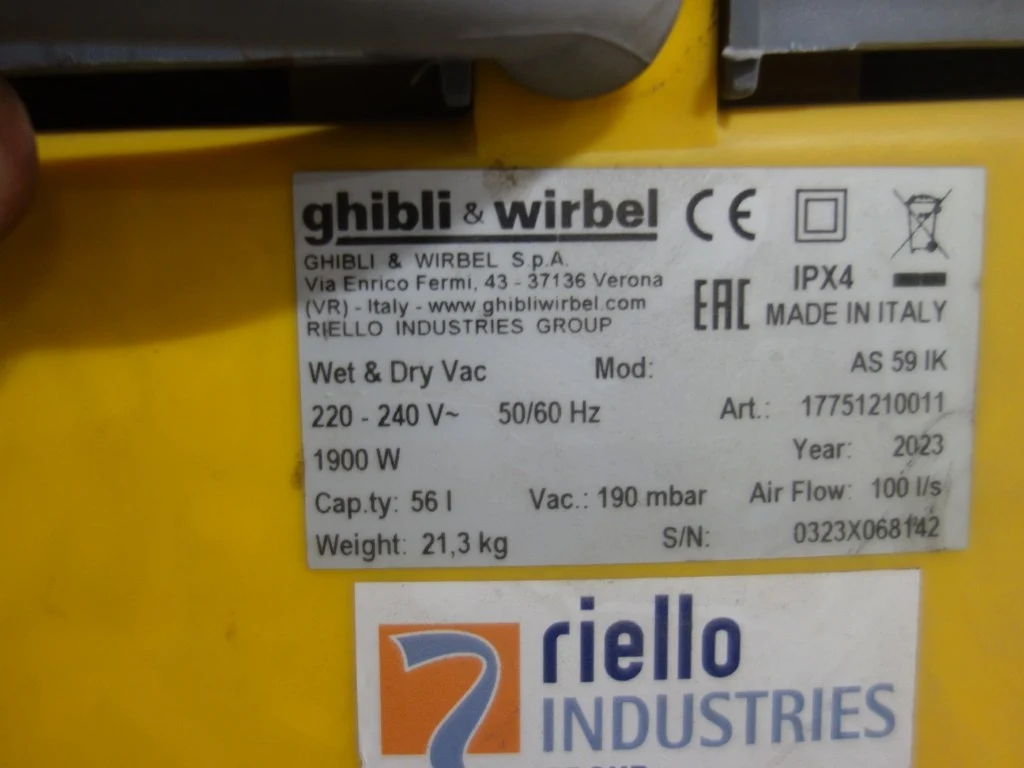 ghibli & wirbel CE
GHIBLI & WIRBEL S.p.A.
Via Enrico Fermi, 43 - 37136 Verona
(VR) - Italy - www.ghibliwirbel.com
RIELLO INDUSTRIES GROUP
EAC
IPX4
MADE IN ITALY
Wet & Dry Vac Mod: AS 59 IK
220 - 240 V~ 50/60 Hz Art.: 17751210011
1900 W Year: 2023
Cap.ty: 56 l Vac.: 190 mbar Air Flow: 100 l/s
Weight: 21,3 kg S/N: 0323X068142
riello
INDUSTRIES